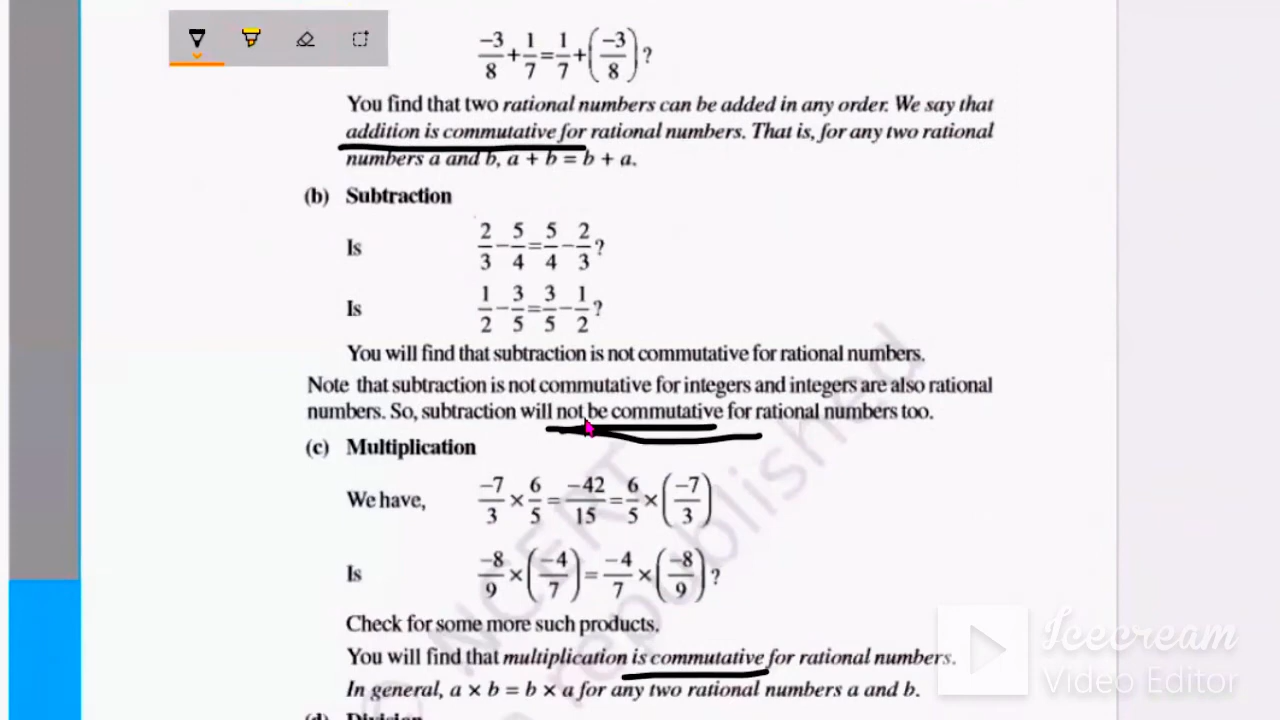 -3/8 + 1/7 = 1/7 + (-3/8) ?
You find that two rational numbers can be added in any order. We say that
addition is commutative for rational numbers. That is, for any two rational
numbers a and b, a + b = b + a.
(b) Subtraction
Is 2/3 − 5/4 = 5/4 − 2/3 ?
Is 1/2 − 3/5 = 3/5 − 1/2 ?
You will find that subtraction is not commutative for rational numbers.
Note that subtraction is not commutative for integers and integers are also rational
numbers. So, subtraction will not be commutative for rational numbers too.
(c) Multiplication
We have, -7/3 × 6/5 = -42/15 = 6/5 × (-7/3)
Is -8/9 × (-4/7) = -4/7 × (-8/9) ?
Check for some more such products.
You will find that multiplication is commutative for rational numbers.
In general, a × b = b × a for any two rational numbers a and b.
(d) Division
© NCERT
republished
Icecream
Video Editor